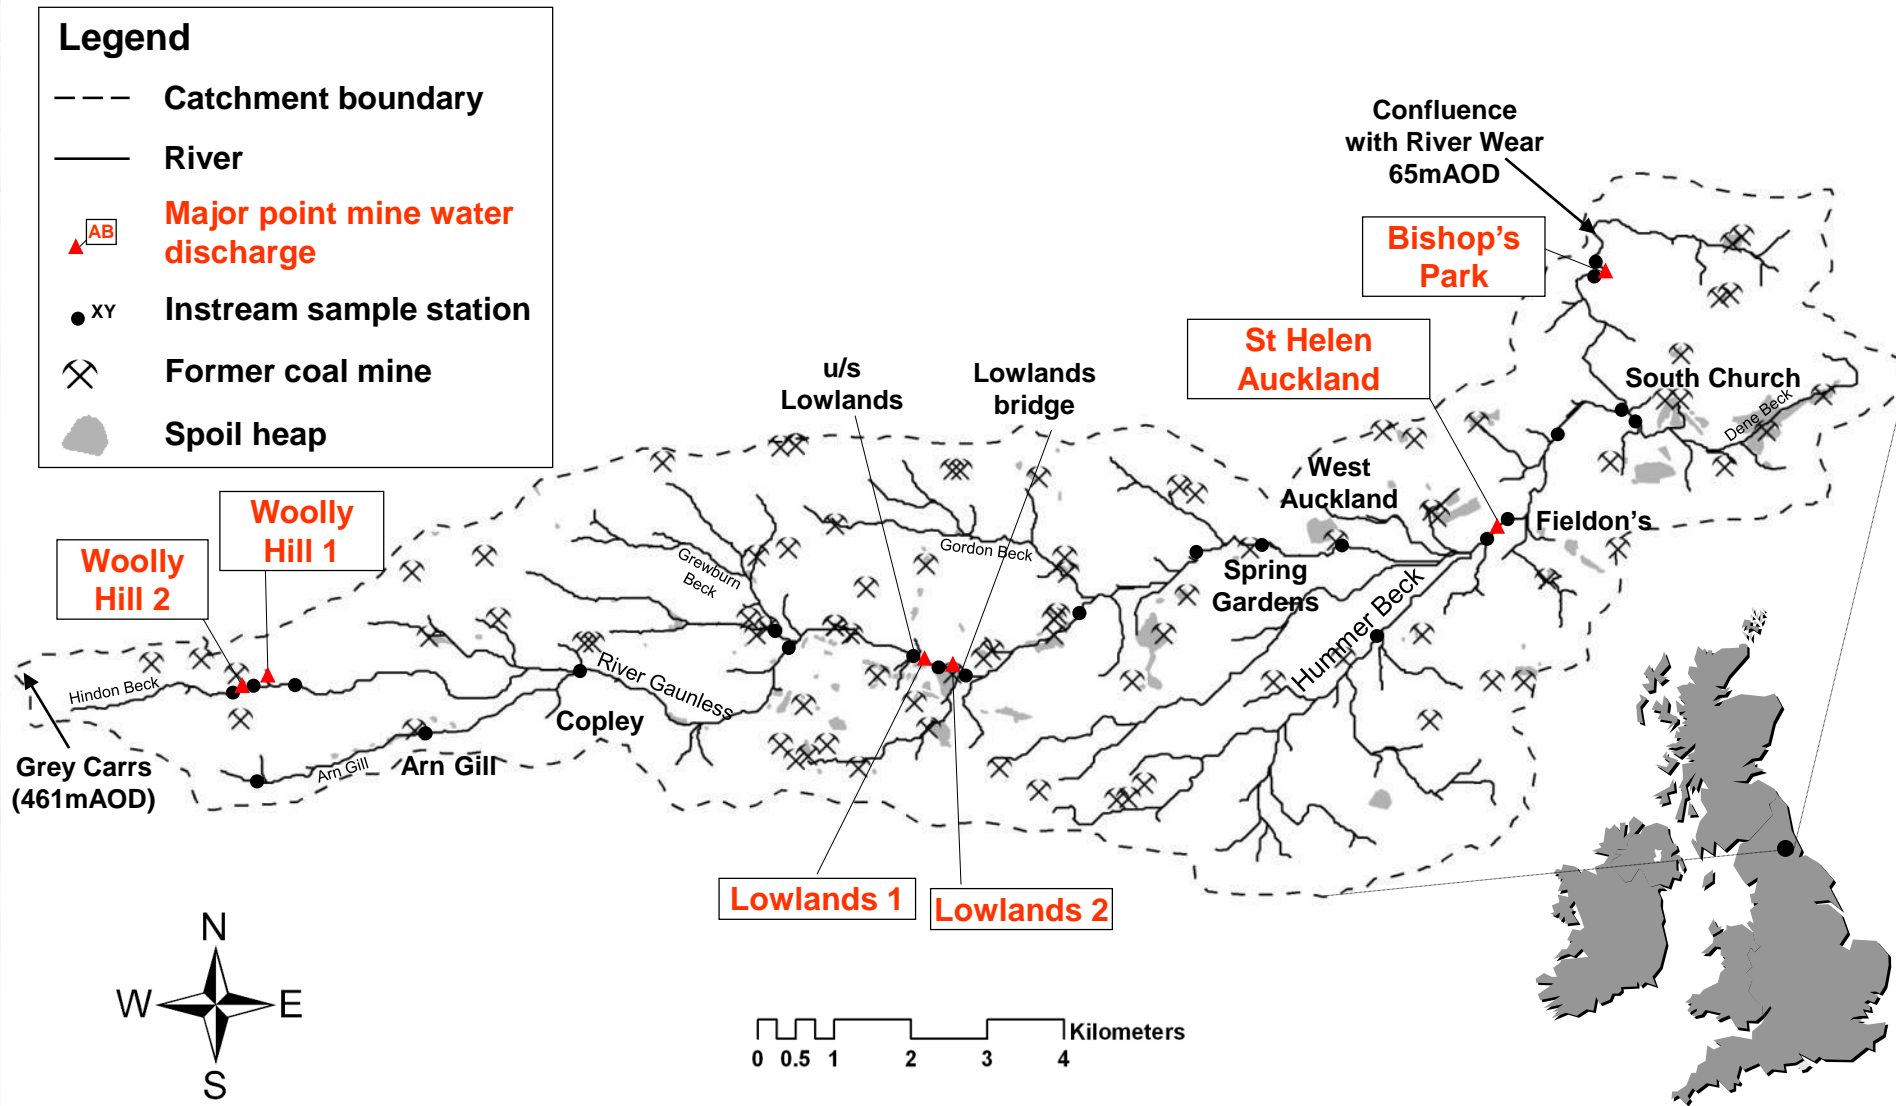 Legend
Catchment boundary
River
AB
Major point mine water
discharge
XY
Instream sample station
Former coal mine
Spoil heap
Confluence
with River Wear
65mAOD
Bishop's
Park
St Helen
Auckland
South Church
Dene Beck
u/s
Lowlands
Lowlands
bridge
West
Auckland
Fieldon's
Woolly
Hill 1
Woolly
Hill 2
Grewburn
Beck
Gordon Beck
Spring
Gardens
Hummer Beck
Hindon Beck
River Gaunless
Copley
Arn Gill
Arn Gill
Grey Carrs
(461mAOD)
Lowlands 1
Lowlands 2
N
W
E
S
Kilometers
0 0.5 1 2 3 4